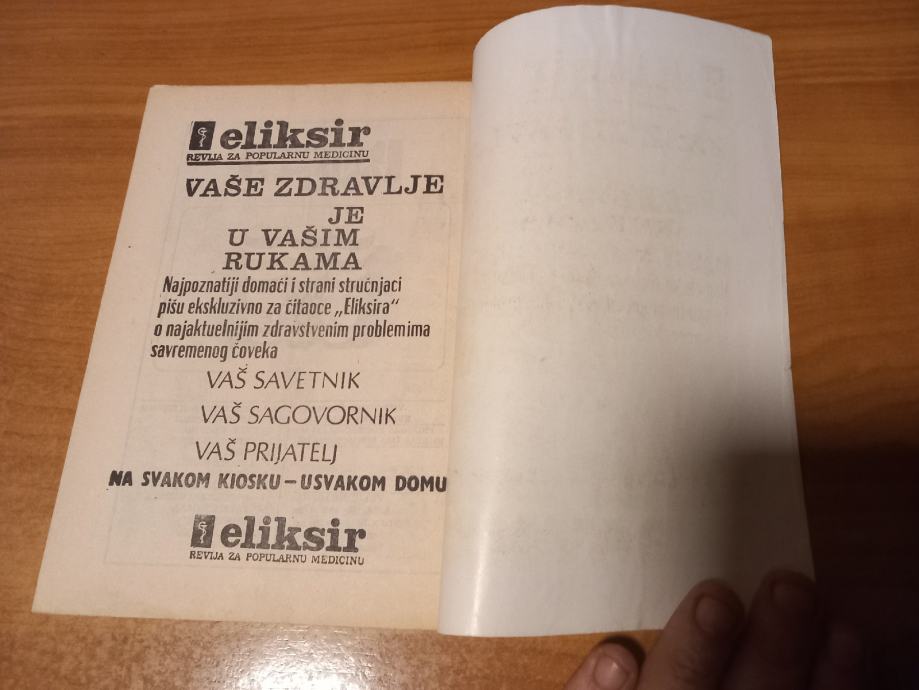 eliksir
REVIJA ZA POPULARNU MEDICINU
VAŠE ZDRAVLJE
JE
U VAŠIM
RUKAMA
Najpoznatiji domaći i strani stručnjaci
pišu ekskluzivno za čitaoce „Eliksira“
o najaktuelnijim zdravstvenim problemima
savremenog čoveka
VAŠ SAVETNIK
VAŠ SAGOVORNIK
VAŠ PRIJATELJ
NA SVAKOM KIOSKU – USVAKOM DOMU
eliksir
REVIJA ZA POPULARNU MEDICINU